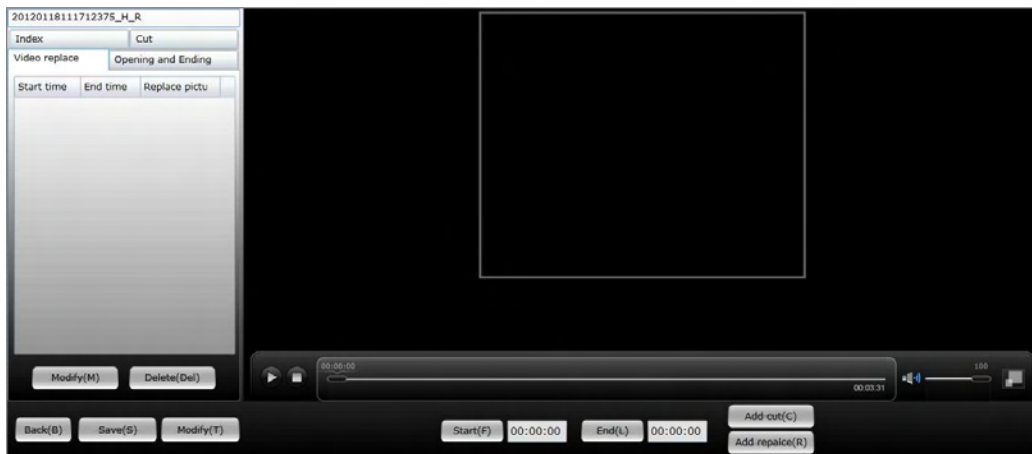 20120118111712375_H_R
Index Cut
Video replace Opening and Ending
Start time End time Replace pictu
Modify(M) Delete(Del)
00:00:00
100
00:03:31
Back(B) Save(S) Modify(T)
Start(F) 00:00:00 End(L) 00:00:00
Add cut(C)
Add repalce(R)